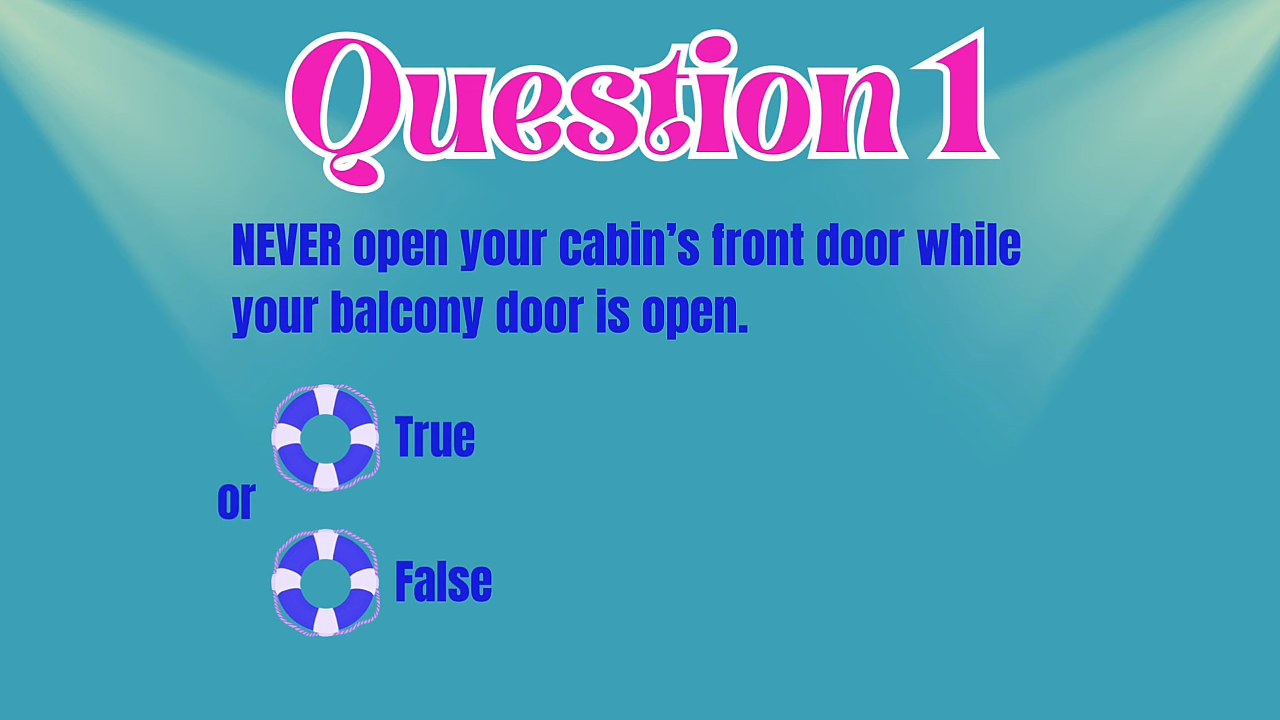 Question 1
NEVER open your cabin’s front door while
your balcony door is open.
True
or
False